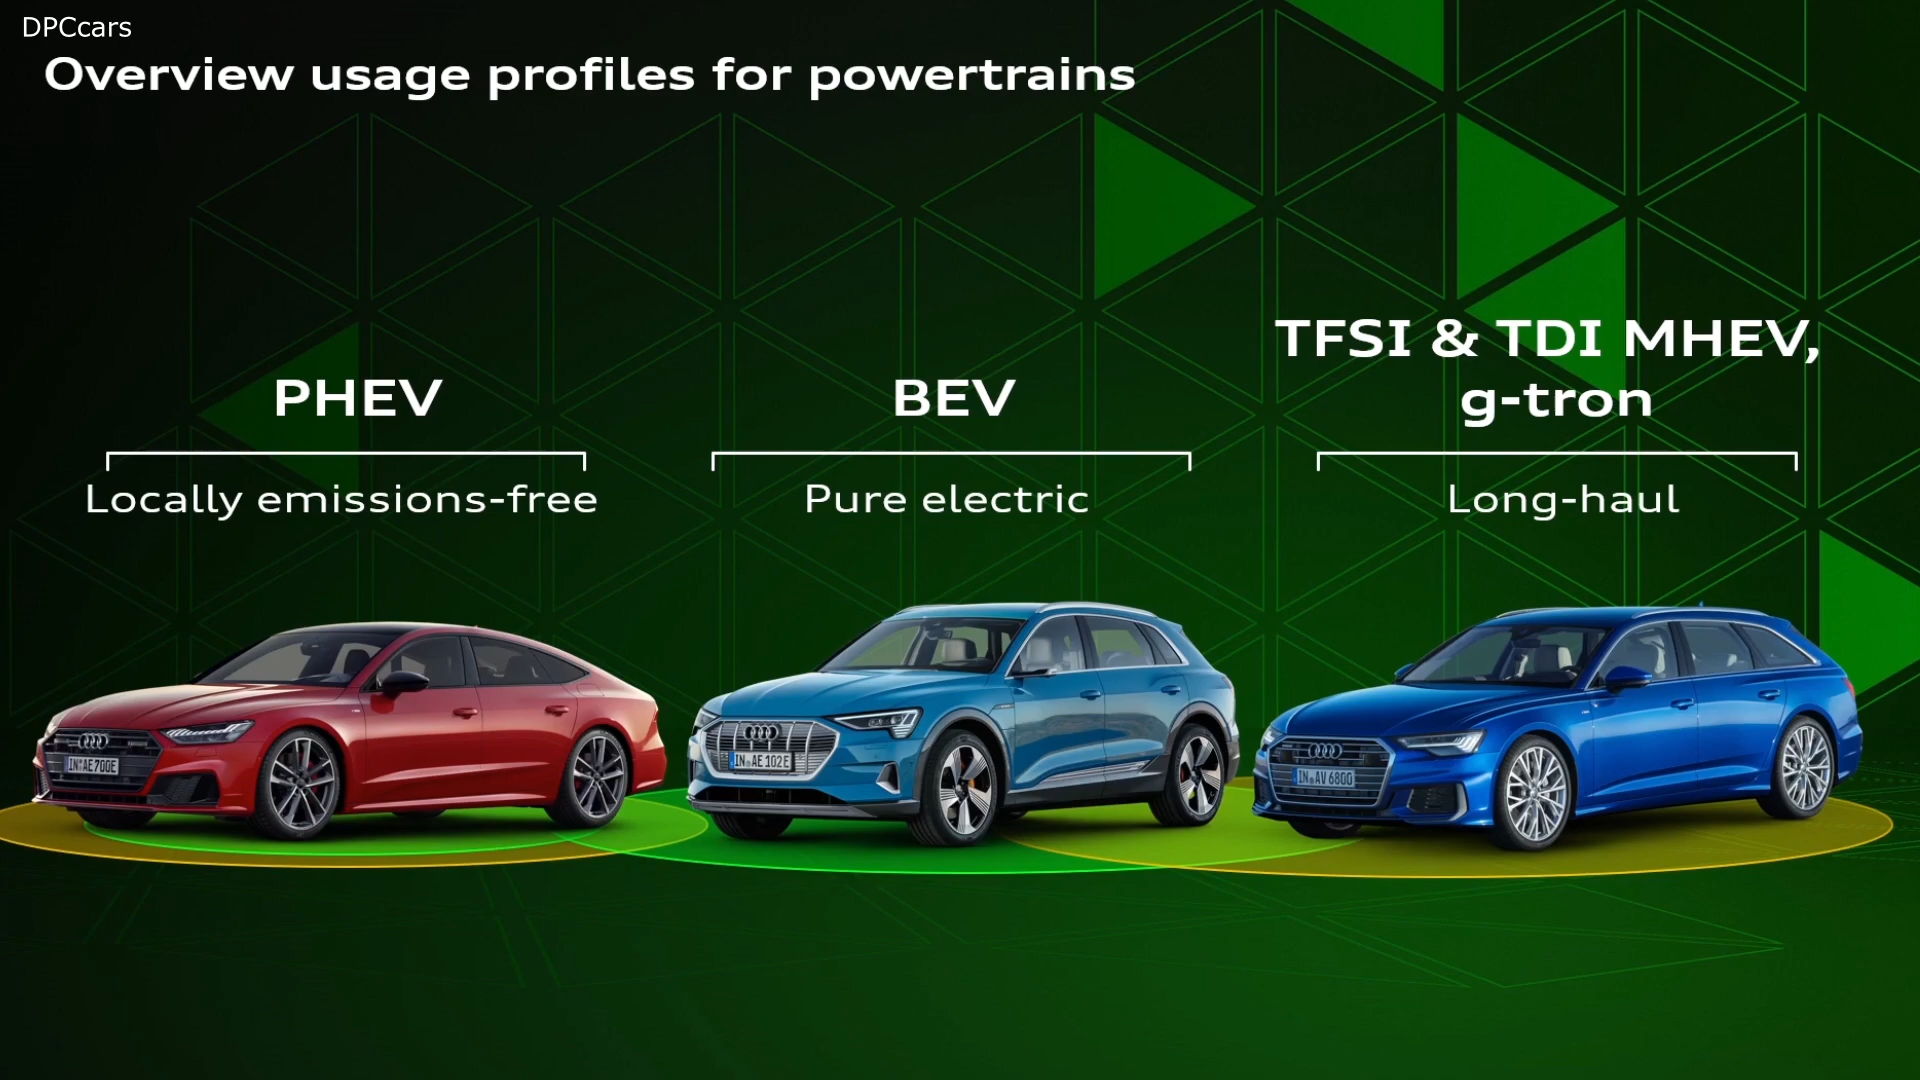 DPCcars
Overview usage profiles for powertrains
PHEV
Locally emissions-free
BEV
Pure electric
TFSI & TDI MHEV,
g-tron
Long-haul
IN AE 700E
IN AE 102E
IN AV 6800